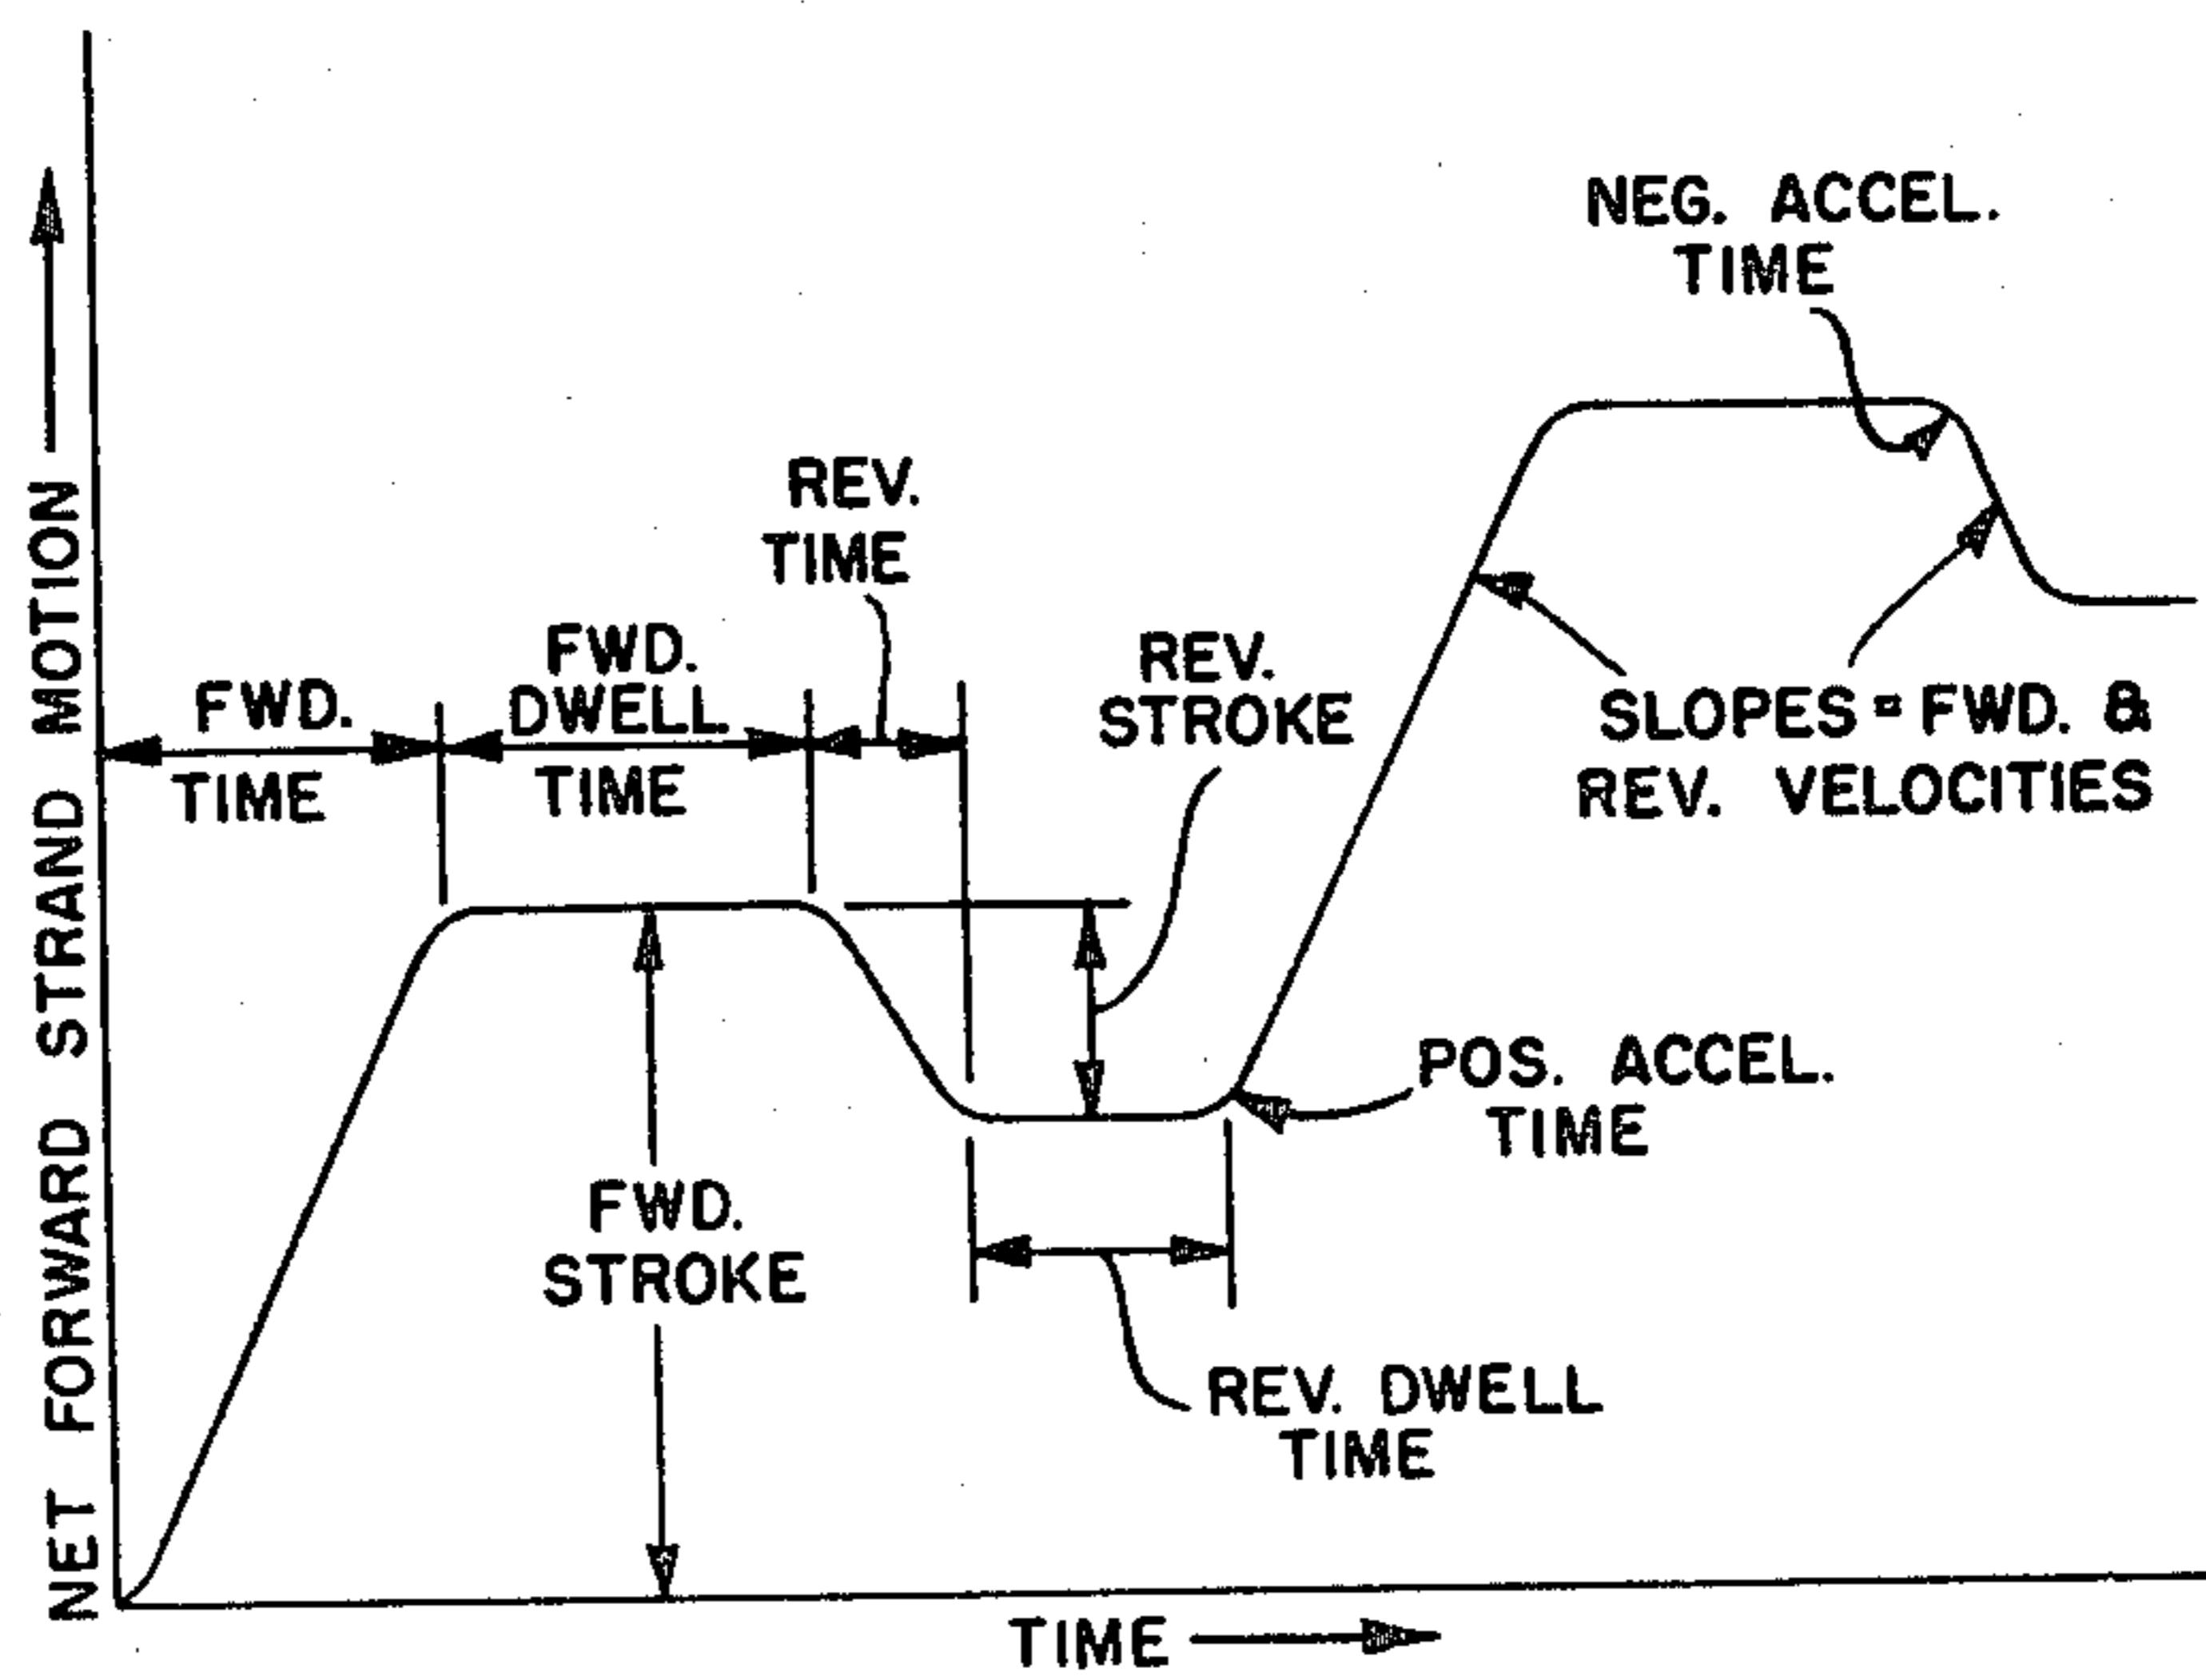 NEG. ACCEL.
TIME
REV.
TIME
FWD.
DWELL
TIME
FWD.
TIME
REV.
STROKE
SLOPES = FWD. &
REV. VELOCITIES
POS. ACCEL.
TIME
FWD.
STROKE
REV. DWELL
TIME
NET FORWARD STRAND MOTION
TIME